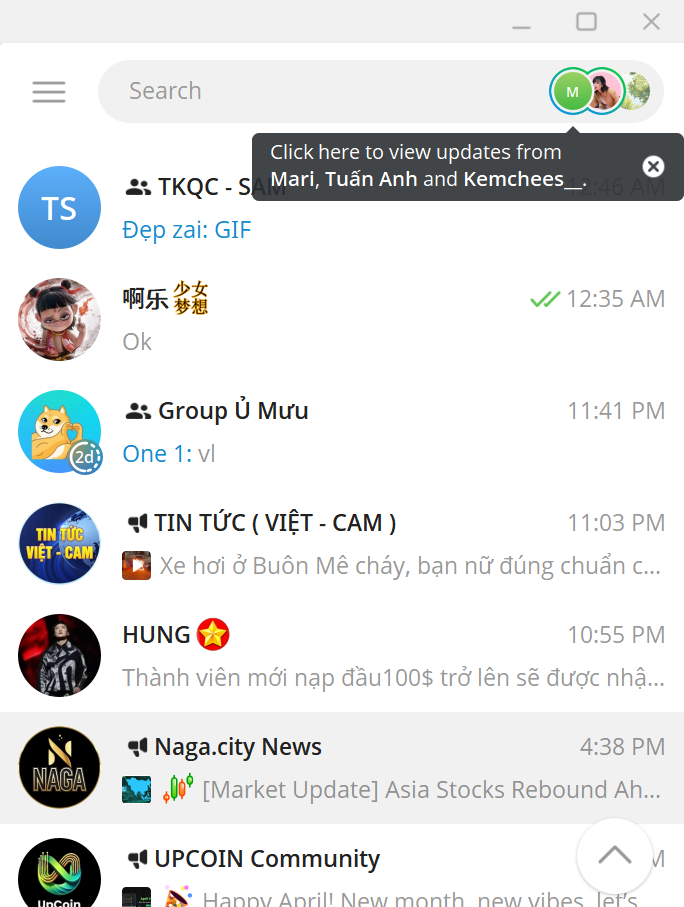 Search
M
Click here to view updates from
Mari, Tuấn Anh and Kemchees__.
TS
TKQC - SAM
12:46 AM
Đẹp zai: GIF
啊乐
少女
梦想
12:35 AM
Ok
Group Ủ Mưu
11:41 PM
2d
One 1: vl
TIN TỨC
VIỆT - CAM
TIN TỨC ( VIỆT - CAM )
11:03 PM
Xe hơi ở Buôn Mê cháy, bạn nữ đúng chuẩn c...
HUNG
10:55 PM
Thành viên mới nạp đầu100$ trở lên sẽ được nhậ...
NAGA
Naga.city News
4:38 PM
[Market Update] Asia Stocks Rebound Ah...
UpCoin
UPCOIN Community
M
Happy April! New month, new vibes, let's